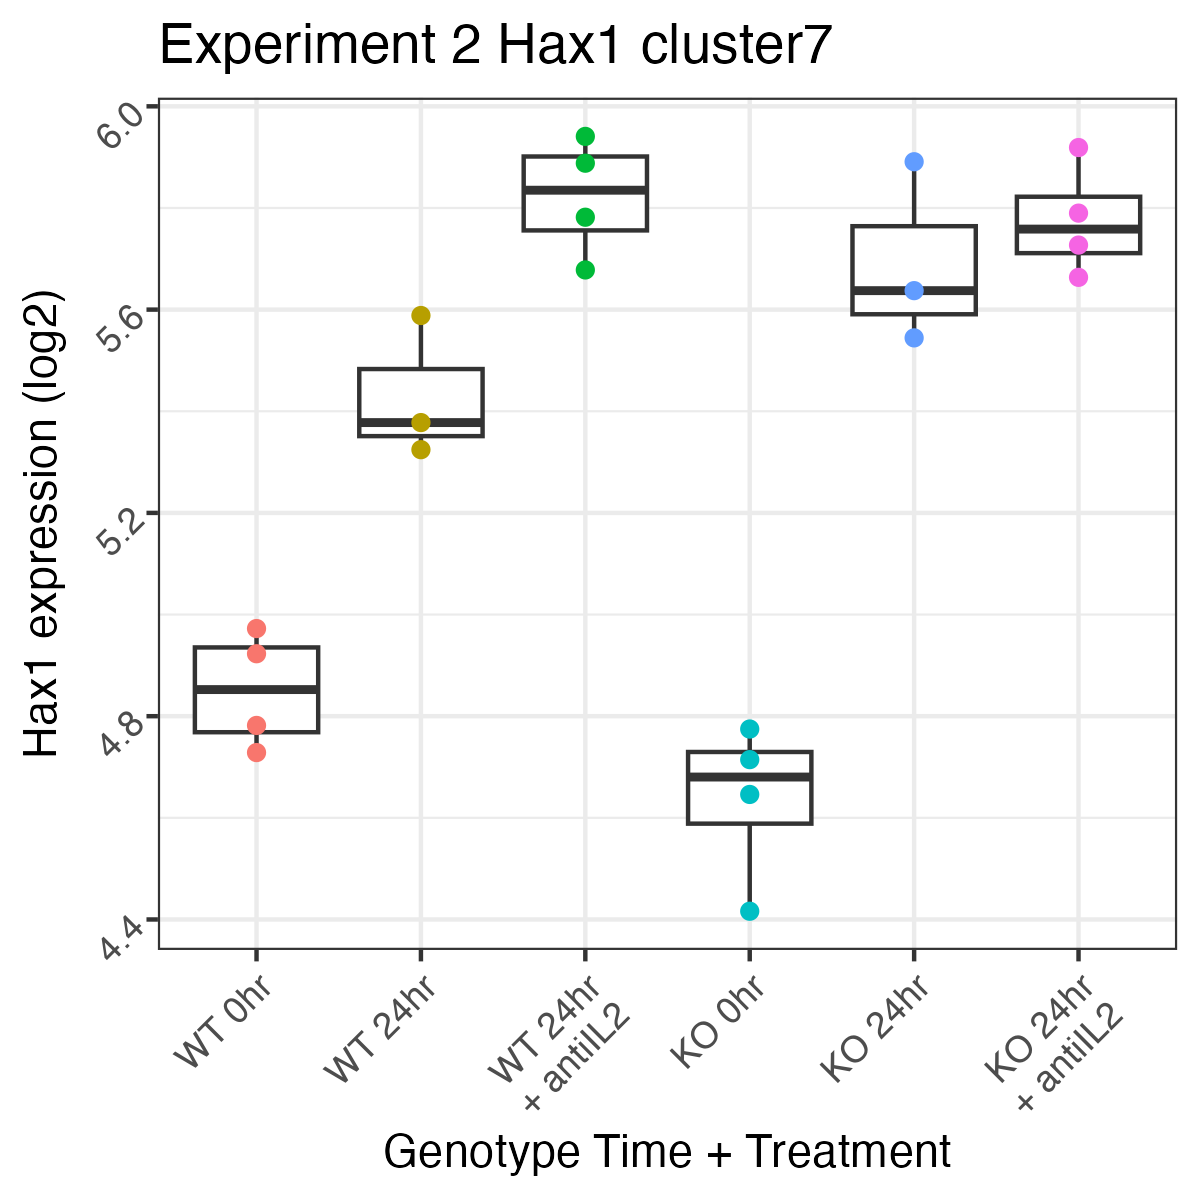 Experiment 2 Hax1 cluster7
Hax1 expression (log2)
6.0
5.6
5.2
4.8
4.4
WT 0hr
WT 24hr
WT 24hr
+ antiIL2
KO 0hr
KO 24hr
KO 24hr
+ antiIL2
Genotype Time + Treatment